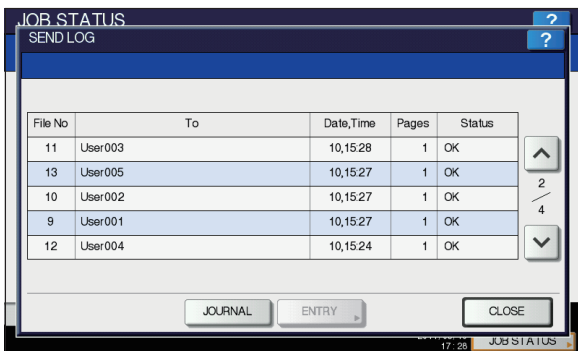 JOB STATUS ?
SEND LOG ?
File No To Date,Time Pages Status
11 User003 10,15:28 1 OK
13 User005 10,15:27 1 OK
10 User002 10,15:27 1 OK
9 User001 10,15:27 1 OK
12 User004 10,15:24 1 OK
2
4
JOURNAL ENTRY CLOSE
17:28 JOB STATUS